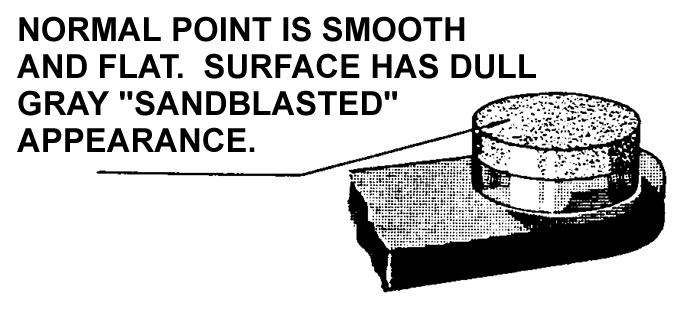 NORMAL POINT IS SMOOTH
AND FLAT.  SURFACE HAS DULL
GRAY "SANDBLASTED"
APPEARANCE.